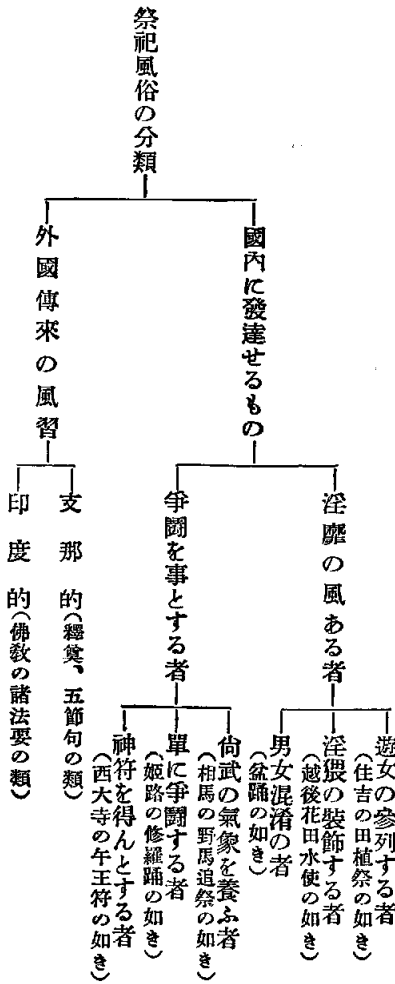 祭祀風俗の分類
國內に發達せるもの
淫靡の風ある者
遊女の參列する者
（住吉の田植祭の如き）
淫猥の裝飾する者
（越後花田水使の如き）
男女混淆の者
（盆踊の如き）
爭鬪を事とする者
尙武の氣象を養ふ者
（相馬の野馬追祭の如き）
單に爭鬪する者
（姬路の修羅踊の如き）
神符を得んとする者
（西大寺の午王符の如き）
外國傳來の風習
支那的（釋奠、五節句の類）
印度的（佛敎の諸法要の類）